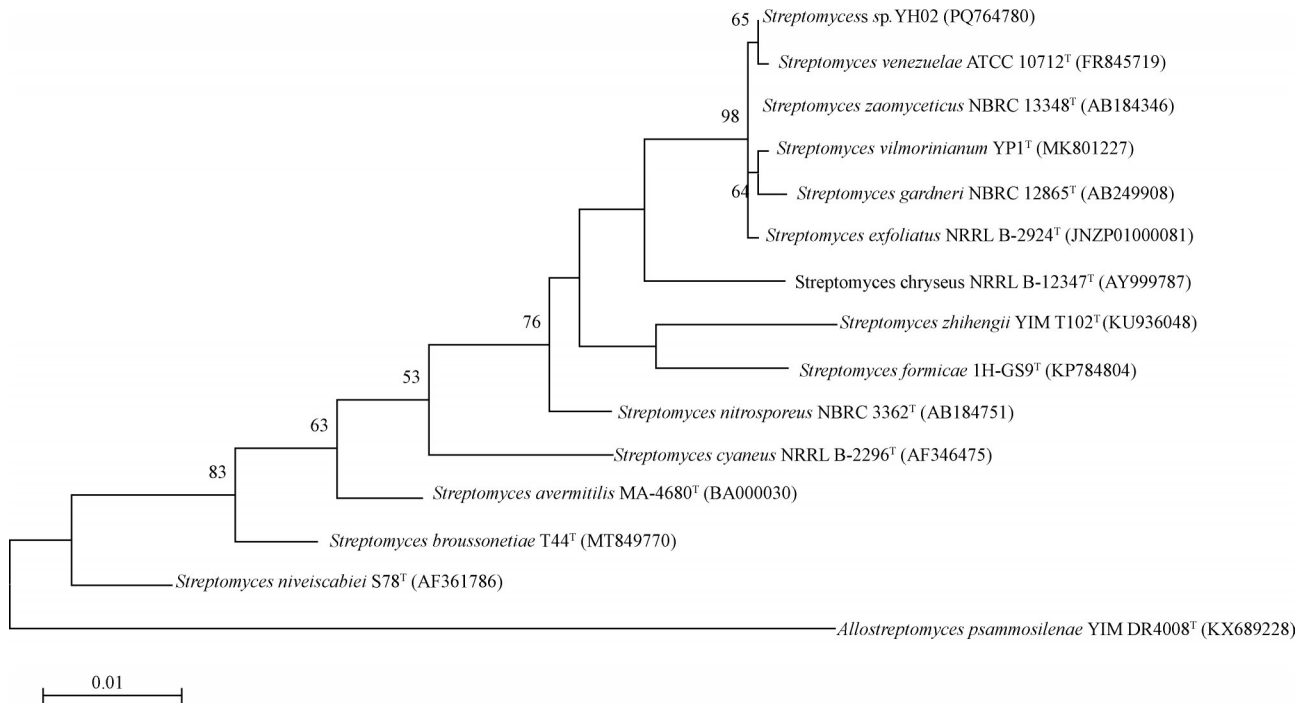 65 Streptomycess sp. YH02 (PQ764780)
Streptomyces venezuelae ATCC 10712ᵀ (FR845719)
Streptomyces zaomyceticus NBRC 13348ᵀ (AB184346)
98
Streptomyces vilmorinianum YP1ᵀ (MK801227)
64 Streptomyces gardneri NBRC 12865ᵀ (AB249908)
Streptomyces exfoliatus NRRL B-2924ᵀ (JNZP01000081)
Streptomyces chryseus NRRL B-12347ᵀ (AY999787)
76 Streptomyces zhihengii YIM T102ᵀ (KU936048)
Streptomyces formicae 1H-GS9ᵀ (KP784804)
53
Streptomyces nitrosporeus NBRC 3362ᵀ (AB184751)
63
Streptomyces cyaneus NRRL B-2296ᵀ (AF346475)
83
Streptomyces avermitilis MA-4680ᵀ (BA000030)
Streptomyces broussonetiae T44ᵀ (MT849770)
Streptomyces niveiscabiei S78ᵀ (AF361786)
Allostreptomyces psammosilenae YIM DR4008ᵀ (KX689228)
0.01